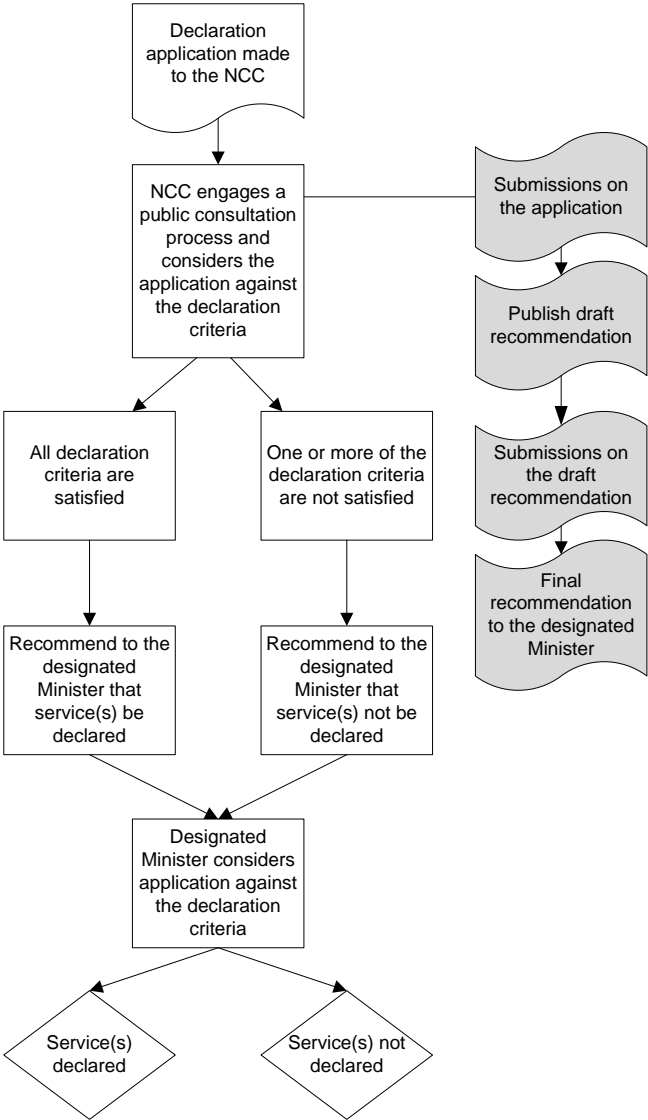 Declaration
application made
to the NCC
NCC engages a
public consultation
process and
considers the
application against
the declaration
criteria
Submissions on
the application
Publish draft
recommendation
Submissions on
the draft
recommendation
Final
recommendation
to the designated
Minister
All declaration
criteria are
satisfied
One or more of the
declaration criteria
are not satisfied
Recommend to the
designated
Minister that
service(s) be
declared
Recommend to the
designated
Minister that
service(s) not be
declared
Designated
Minister considers
application against
the declaration
criteria
Service(s)
declared
Service(s) not
declared